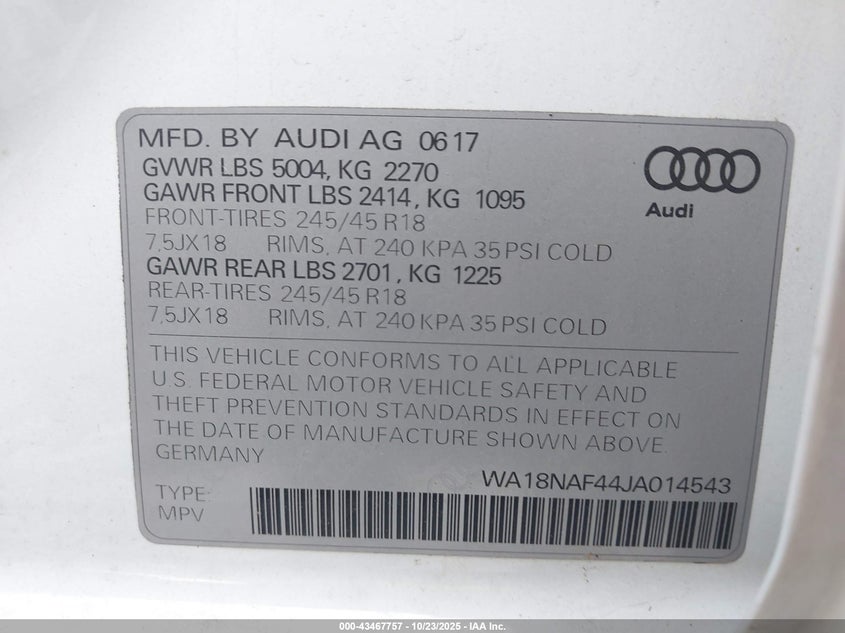 MFD. BY AUDI AG 0617
GVWR LBS 5004, KG 2270
GAWR FRONT LBS 2414, KG 1095
FRONT-TIRES 245/45 R18
7,5JX18 RIMS, AT 240 KPA 35 PSI COLD
GAWR REAR LBS 2701, KG 1225
REAR-TIRES 245/45 R18
7,5JX18 RIMS, AT 240 KPA 35 PSI COLD
Audi
THIS VEHICLE CONFORMS TO ALL APPLICABLE
U.S. FEDERAL MOTOR VEHICLE SAFETY AND
THEFT PREVENTION STANDARDS IN EFFECT ON
THE DATE OF MANUFACTURE SHOWN ABOVE.
GERMANY
WA18NAF44JA014543
TYPE:
MPV
000-43467757 - 10/23/2025 - IAA Inc.